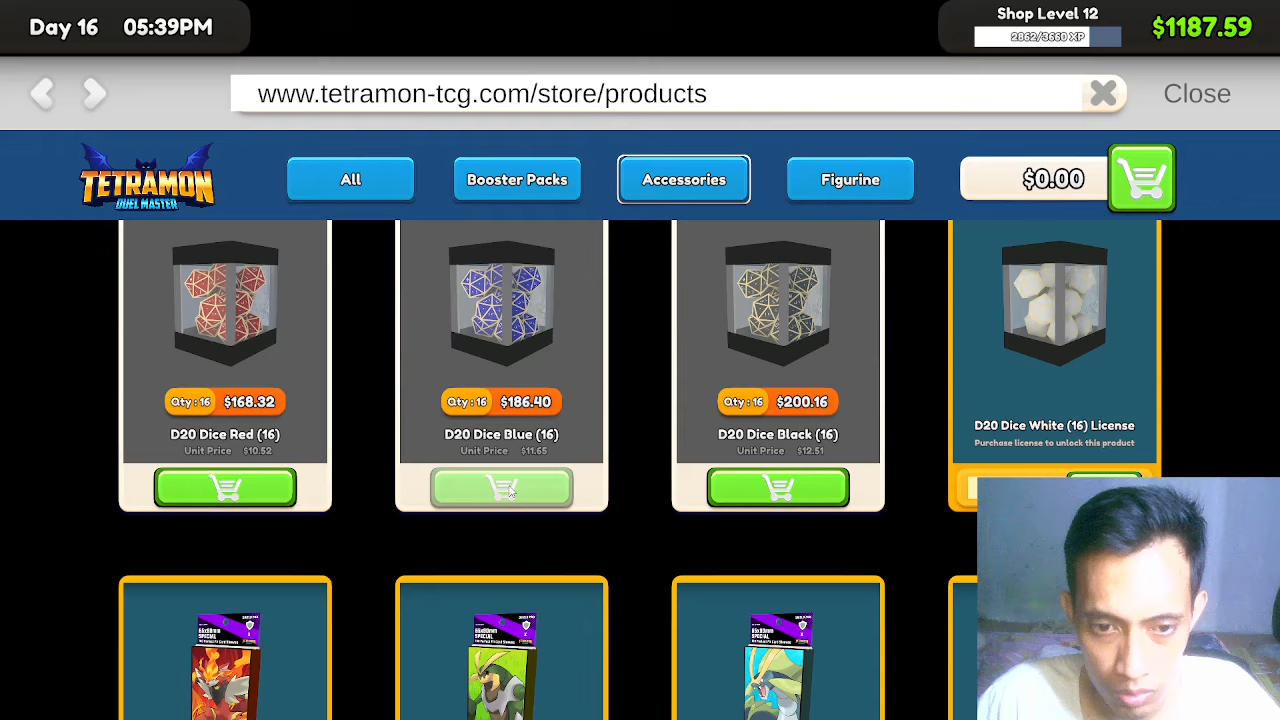 Day 16 05:39PM
Shop Level 12
2862/3660 XP
$1187.59
www.tetramon-tcg.com/store/products
Close
TETRAMON
DUEL MASTER
All
Booster Packs
Accessories
Figurine
$0.00
Qty : 16 $168.32
D20 Dice Red (16)
Unit Price $10.52
Qty : 16 $186.40
D20 Dice Blue (16)
Unit Price $11.65
Qty : 16 $200.16
D20 Dice Black (16)
Unit Price $12.51
D20 Dice White (16) License
Purchase license to unlock this product
SPECIAL
SPECIAL
SPECIAL